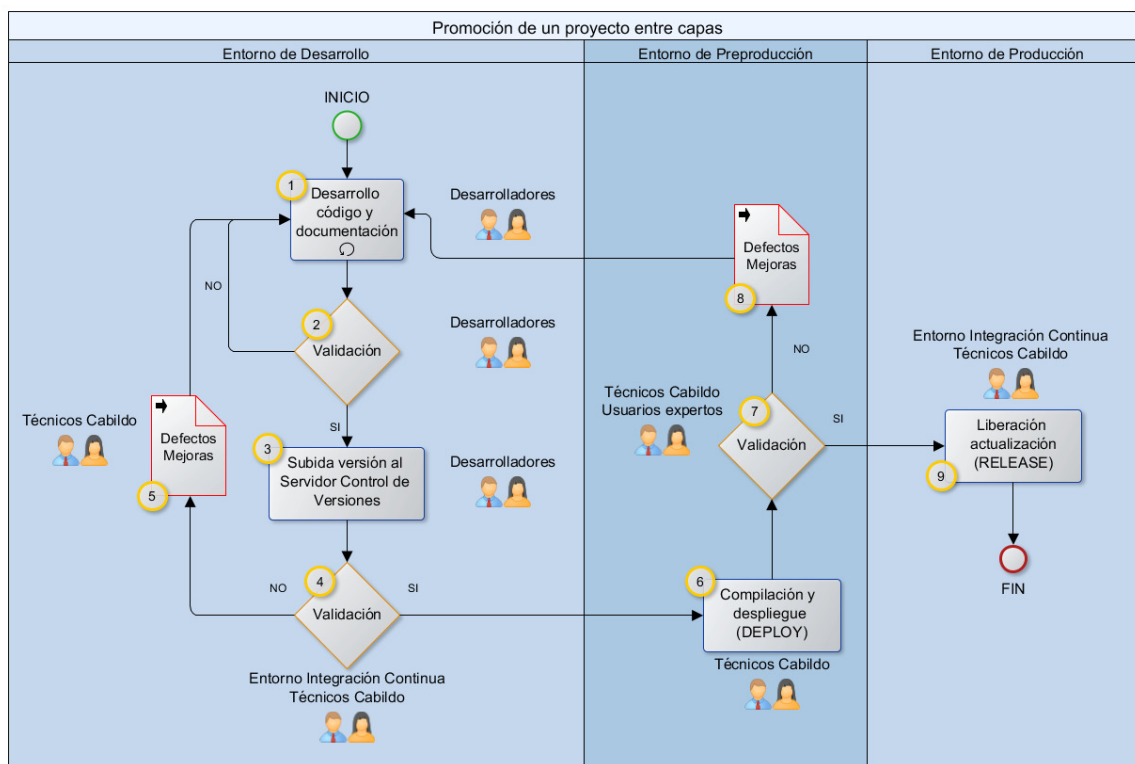 Promoción de un proyecto entre capas
Entorno de Desarrollo
Entorno de Preproducción
Entorno de Producción
INICIO
1
Desarrollo
código y
documentación
Desarrolladores
NO
2
Validación
Desarrolladores
SI
3
Subida versión al
Servidor Control de
Versiones
Desarrolladores
Técnicos Cabildo
Defectos
Mejoras
5
NO
4
Validación
SI
Entorno Integración Continua
Técnicos Cabildo
6
Compilación y
despliegue
(DEPLOY)
Técnicos Cabildo
Técnicos Cabildo
Usuarios expertos
7
Validación
NO
SI
Defectos
Mejoras
8
Entorno Integración Continua
Técnicos Cabildo
Liberación
actualización
(RELEASE)
9
FIN